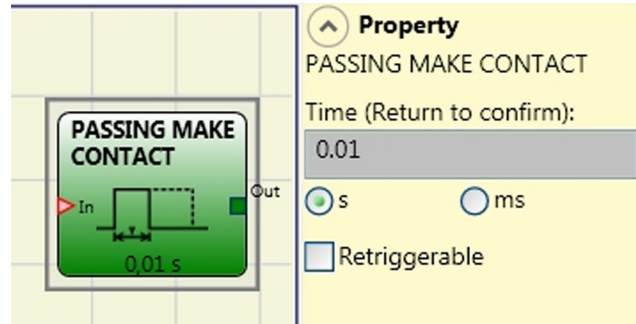 PASSING MAKE
CONTACT
In
Out
0,01 s
Property
PASSING MAKE CONTACT
Time (Return to confirm):
0.01
s ms
Retriggerable